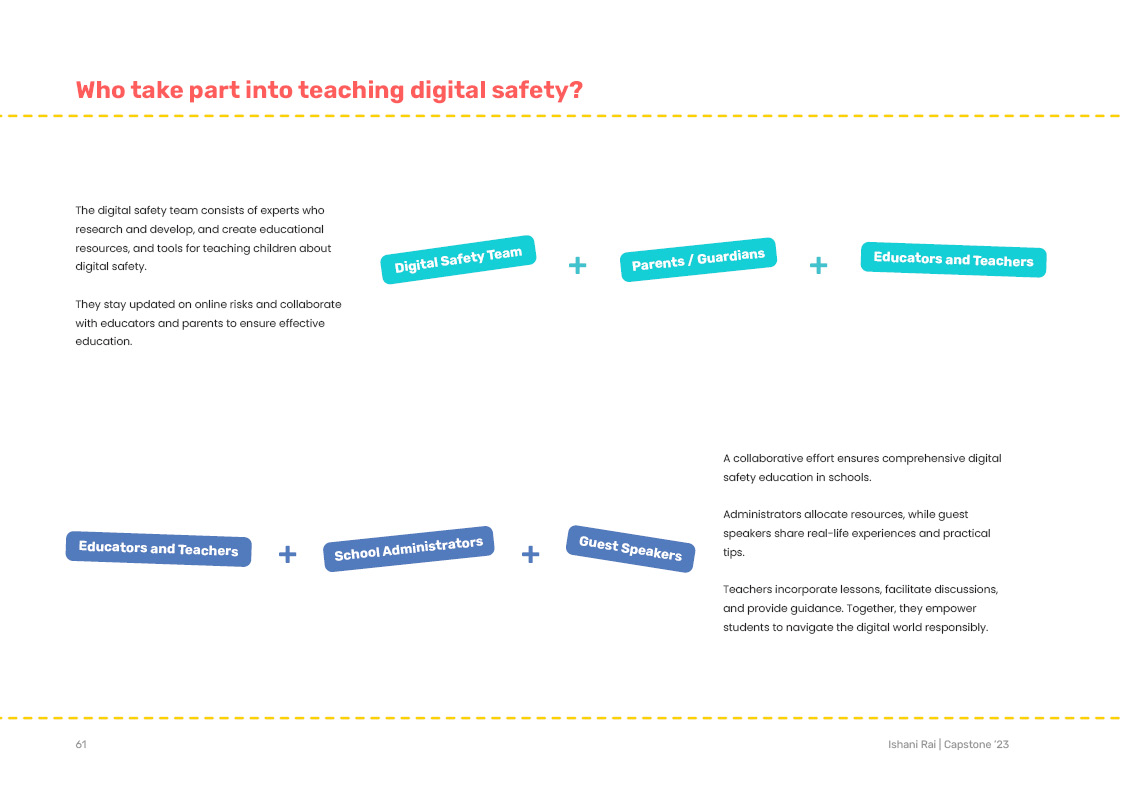 Who take part into teaching digital safety?
The digital safety team consists of experts who
research and develop, and create educational
resources, and tools for teaching children about
digital safety.
They stay updated on online risks and collaborate
with educators and parents to ensure effective
education.
Digital Safety Team + Parents / Guardians + Educators and Teachers
Educators and Teachers + School Administrators + Guest Speakers
A collaborative effort ensures comprehensive digital
safety education in schools.
Administrators allocate resources, while guest
speakers share real-life experiences and practical
tips.
Teachers incorporate lessons, facilitate discussions,
and provide guidance. Together, they empower
students to navigate the digital world responsibly.
61
Ishani Rai | Capstone '23